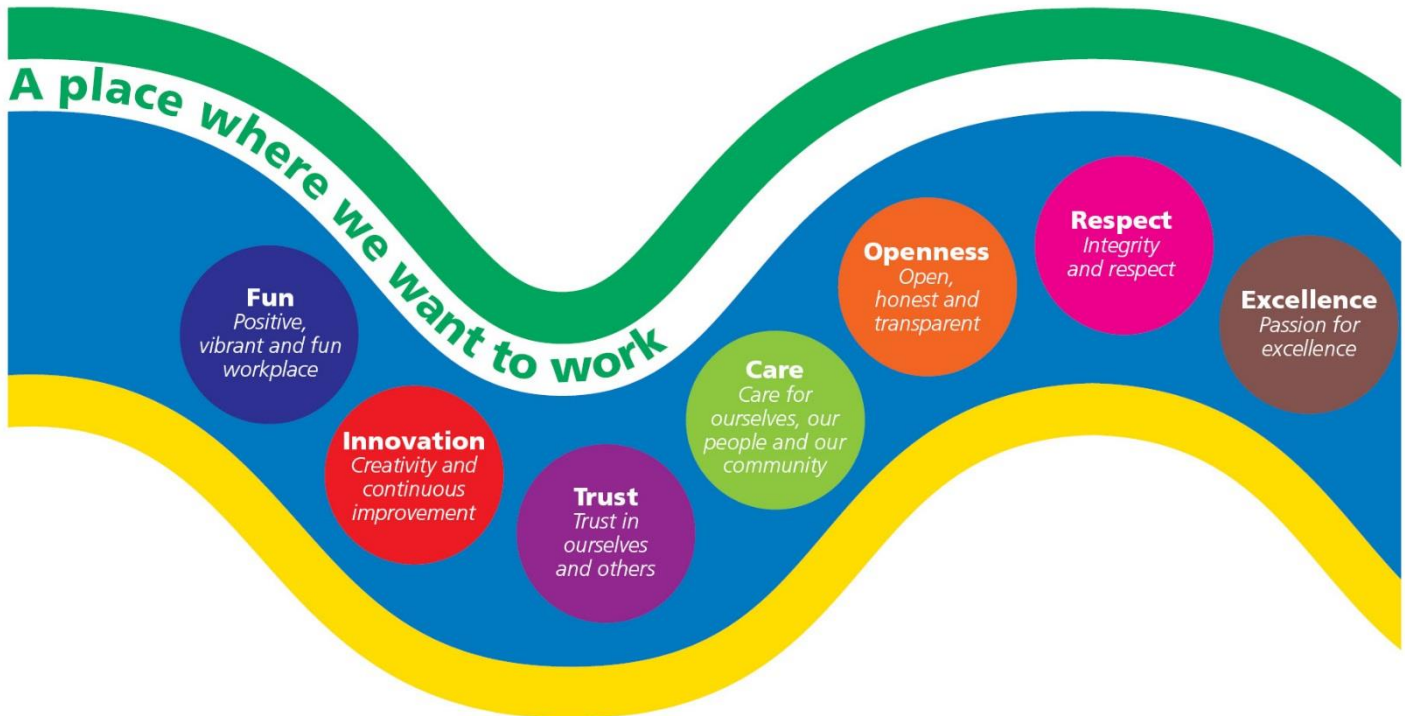 A place where we want to work
Fun
Positive,
vibrant and fun
workplace
Innovation
Creativity and
continuous
improvement
Trust
Trust in
ourselves
and others
Care
Care for
ourselves, our
people and our
community
Openness
Open,
honest and
transparent
Respect
Integrity
and respect
Excellence
Passion for
excellence